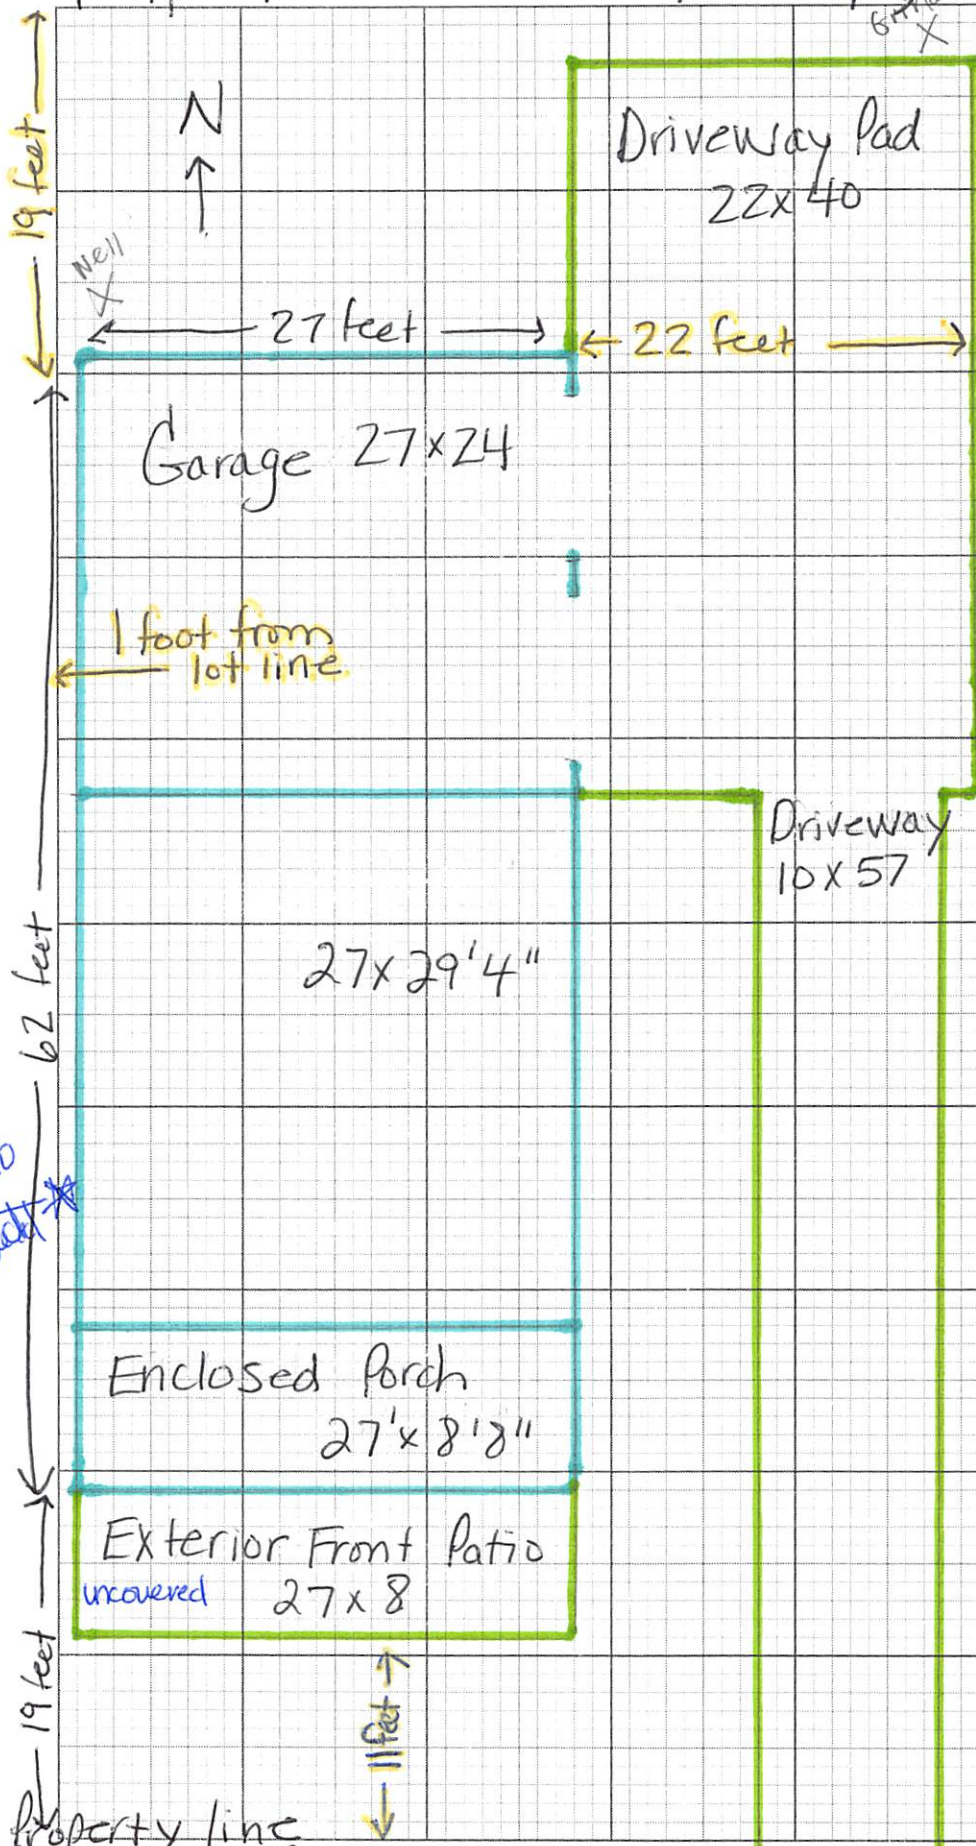 19 feet
N
X
Driveway Pad
22x40
Nell
X
27 feet
22 feet
Garage 27x24
1 foot from
lot line
Driveway
10x57
62 feet
27x29'4"
Enclosed Porch
27'x8'8"
Exterior Front Patio
uncovered 27x8
19 feet
11 feet
Property line